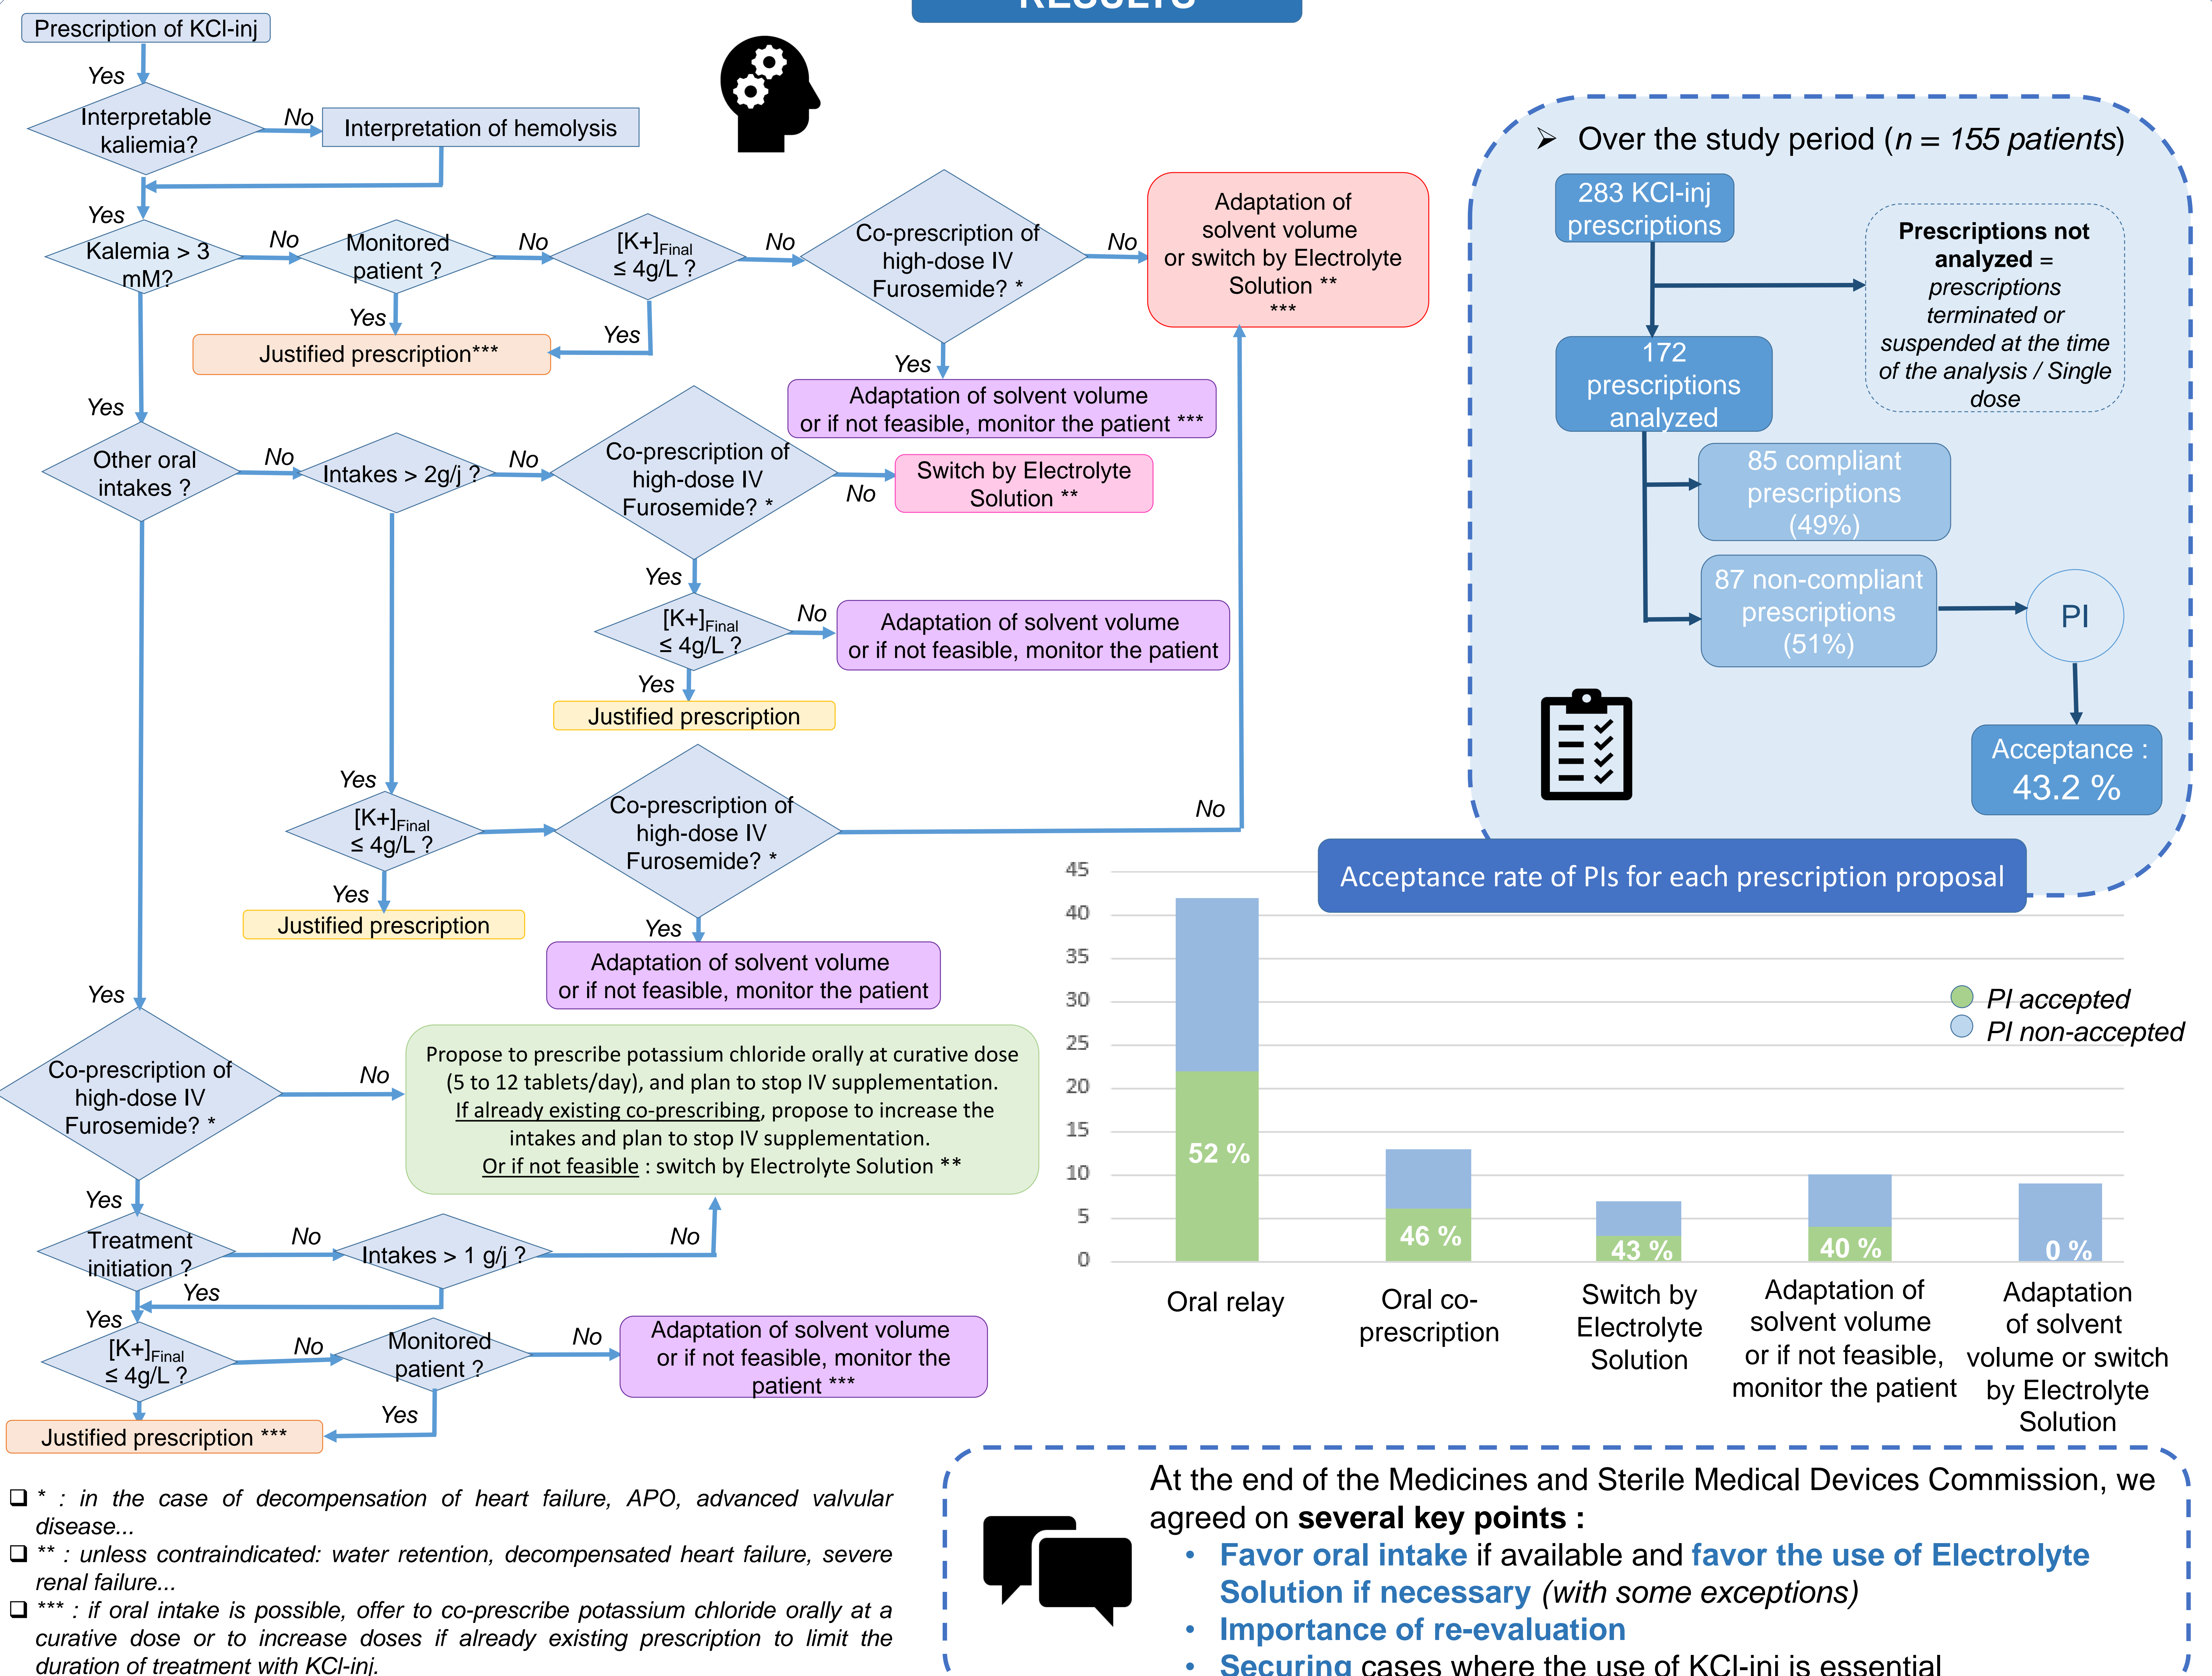 RESULTS
Prescription of KCl-inj
Yes
Interpretable
kaliemia?
No
Interpretation of hemolysis
Yes
Kalemia > 3
mM?
No
Monitored
patient ?
No
[K+]Final
≤ 4g/L ?
No
Co-prescription of
high-dose IV
Furosemide? *
No
Adaptation of
solvent volume
or switch by Electrolyte
Solution **
***
Yes
Yes
Justified prescription***
Yes
Adaptation of solvent volume
or if not feasible, monitor the patient ***
Yes
Other oral
intakes ?
No
Intakes > 2g/j ?
No
Co-prescription of
high-dose IV
Furosemide? *
No
Switch by Electrolyte
Solution **
Yes
[K+]Final
≤ 4g/L ?
No
Adaptation of solvent volume
or if not feasible, monitor the patient
Yes
Justified prescription
Yes
[K+]Final
≤ 4g/L ?
Co-prescription of
high-dose IV
Furosemide? *
No
Yes
Justified prescription
Yes
Adaptation of solvent volume
or if not feasible, monitor the patient
Yes
Co-prescription of
high-dose IV
Furosemide? *
No
Propose to prescribe potassium chloride orally at curative dose
(5 to 12 tablets/day), and plan to stop IV supplementation.
If already existing co-prescribing, propose to increase the
intakes and plan to stop IV supplementation.
Or if not feasible : switch by Electrolyte Solution **
Yes
Treatment
initiation ?
No
Intakes > 1 g/j ?
No
Yes
Yes
[K+]Final
≤ 4g/L ?
No
Monitored
patient ?
No
Adaptation of solvent volume
or if not feasible, monitor the
patient ***
Yes
Justified prescription ***
* : in the case of decompensation of heart failure, APO, advanced valvular
disease...
** : unless contraindicated: water retention, decompensated heart failure, severe
renal failure...
*** : if oral intake is possible, offer to co-prescribe potassium chloride orally at a
curative dose or to increase doses if already existing prescription to limit the
duration of treatment with KCl-inj.
Over the study period (n = 155 patients)
283 KCl-inj
prescriptions
Prescriptions not
analyzed =
prescriptions
terminated or
suspended at the time
of the analysis / Single
dose
172
prescriptions
analyzed
85 compliant
prescriptions
(49%)
87 non-compliant
prescriptions
(51%)
PI
Acceptance :
43.2 %
Acceptance rate of PIs for each prescription proposal
45
40
35
30
25
20
15
10
5
0
PI accepted
PI non-accepted
52 %
46 %
43 %
40 %
0 %
Oral relay
Oral co-
prescription
Switch by
Electrolyte
Solution
Adaptation of
solvent volume
or if not feasible,
monitor the patient
Adaptation
of solvent
volume or switch
by Electrolyte
Solution
At the end of the Medicines and Sterile Medical Devices Commission, we
agreed on several key points :
• Favor oral intake if available and favor the use of Electrolyte
Solution if necessary (with some exceptions)
• Importance of re-evaluation
• Securing cases where the use of KCl-inj is essential